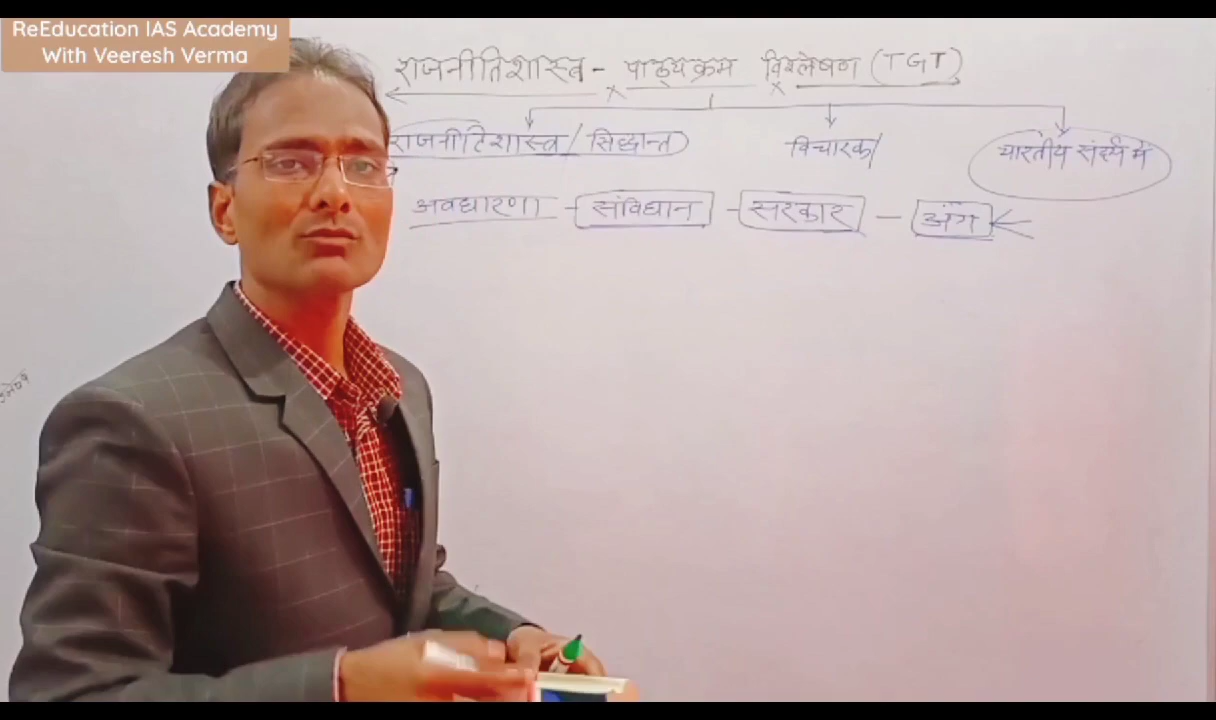 ReEducation IAS Academy
With Veeresh Verma
राजनीतिशास्त्र - पाठ्यक्रम विश्लेषण (TGT)
राजनीतिशास्त्र / सिद्धान्त विचारक/ भारतीय संदर्भ में
अवधारणा - संविधान - सरकार - अंग